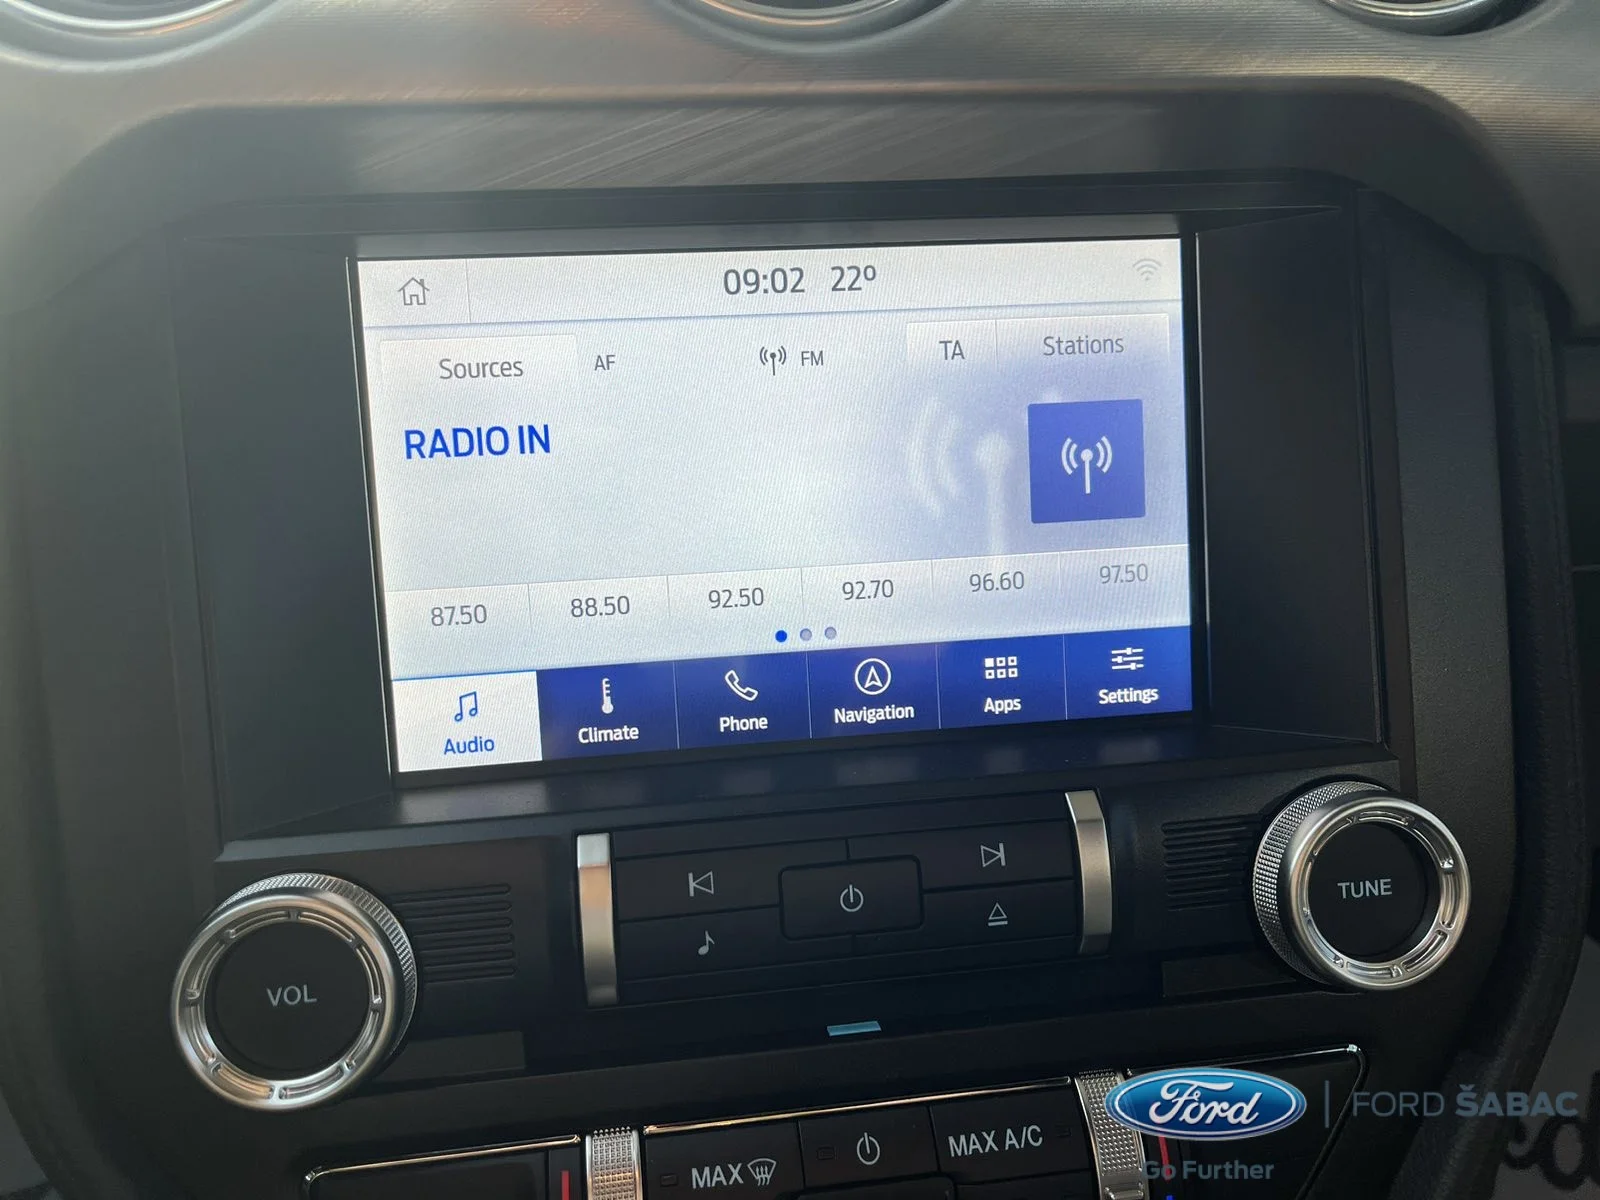 09:02 22º
Sources AF FM TA Stations
RADIO IN
87.50 88.50 92.50 92.70 96.60 97.50
Audio Climate Phone Navigation Apps Settings
VOL
TUNE
MAX
MAX A/C
Ford FORD ŠABAC
Go Further